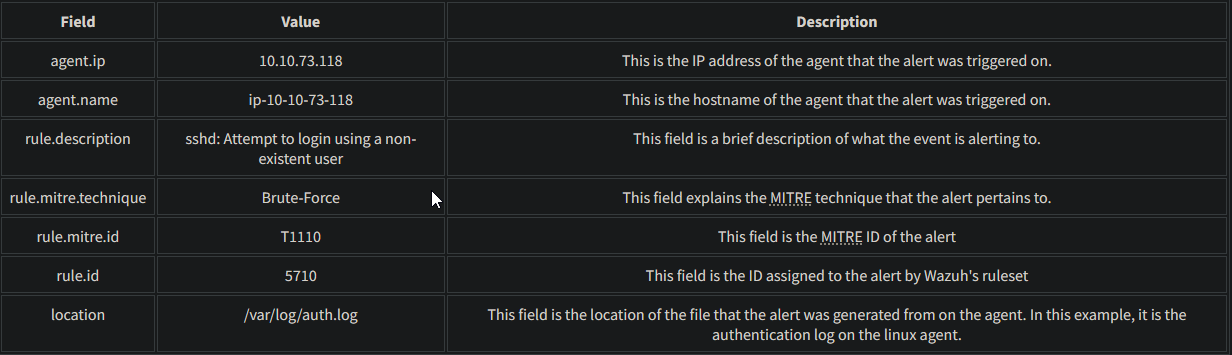 Field Value Description
agent.ip 10.10.73.118 This is the IP address of the agent that the alert was triggered on.
agent.name ip-10-10-73-118 This is the hostname of the agent that the alert was triggered on.
rule.description sshd: Attempt to login using a non- This field is a brief description of what the event is alerting to.
existent user
rule.mitre.technique Brute-Force This field explains the MITRE technique that the alert pertains to.
rule.mitre.id T1110 This field is the MITRE ID of the alert
rule.id 5710 This field is the ID assigned to the alert by Wazuh's ruleset
location /var/log/auth.log This field is the location of the file that the alert was generated from on the agent. In this example, it is the
authentication log on the linux agent.